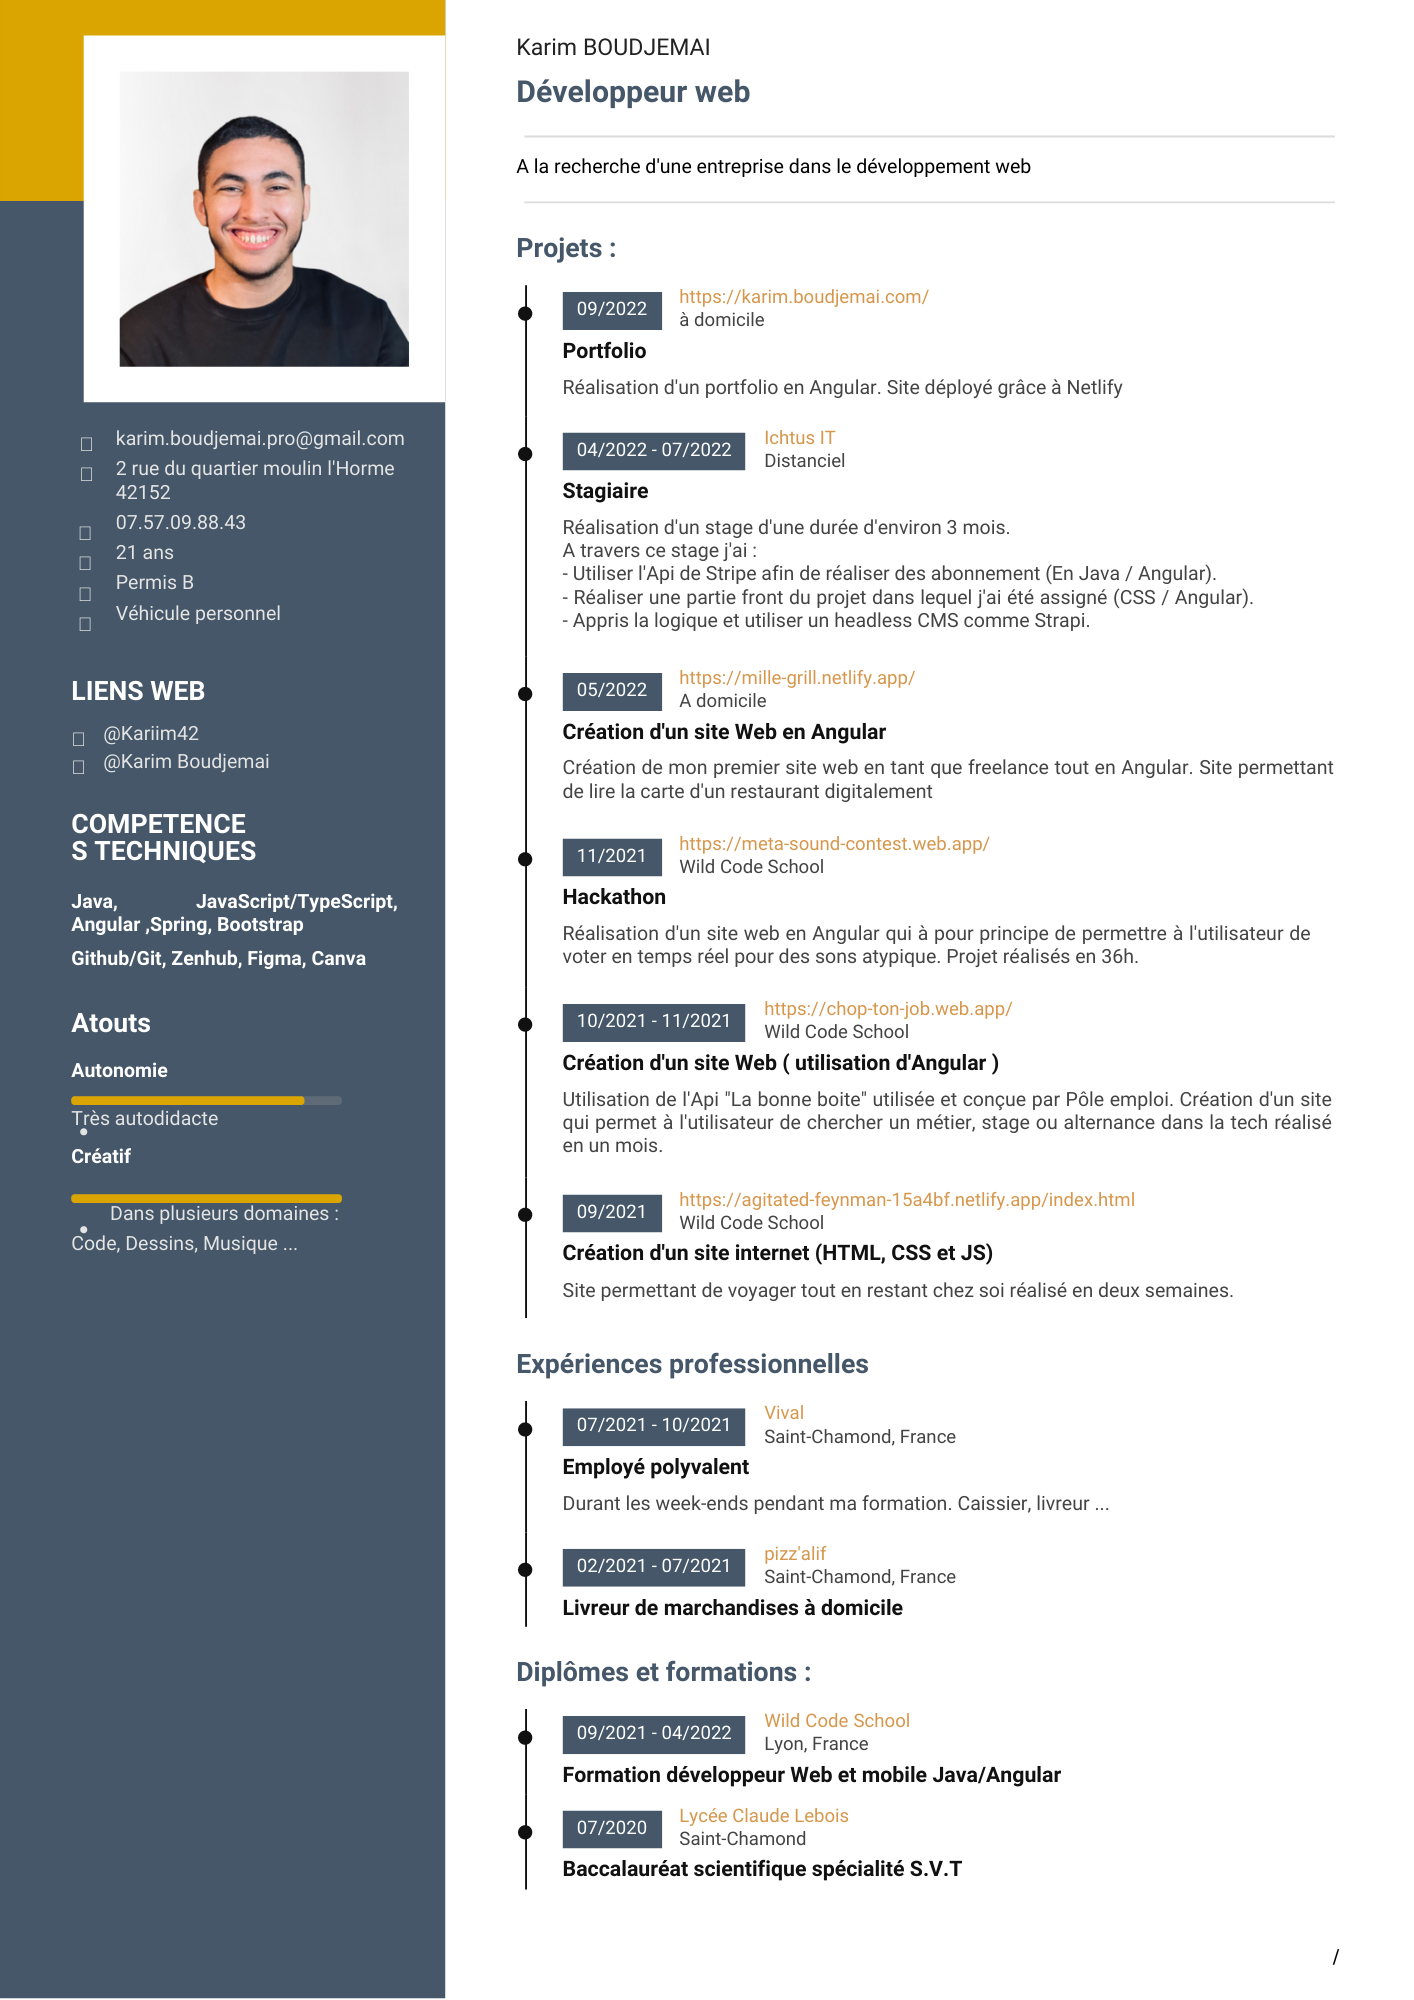 karim.boudjemai.pro@gmail.com
2 rue du quartier moulin l'Horme
42152
07.57.09.88.43
21 ans
Permis B
Véhicule personnel
LIENS WEB
@Kariim42
@Karim Boudjemai
COMPETENCE
S TECHNIQUES
Java, JavaScript/TypeScript,
Angular ,Spring, Bootstrap
Github/Git, Zenhub, Figma, Canva
Atouts
Autonomie
Très autodidacte
Créatif
Dans plusieurs domaines :
Code, Dessins, Musique ...
Karim BOUDJEMAI
Développeur web
A la recherche d'une entreprise dans le développement web
Projets :
09/2022
https://karim.boudjemai.com/
à domicile
Portfolio
Réalisation d'un portfolio en Angular. Site déployé grâce à Netlify
04/2022 - 07/2022
Ichtus IT
Distanciel
Stagiaire
Réalisation d'un stage d'une durée d'environ 3 mois.
A travers ce stage j'ai :
- Utiliser l'Api de Stripe afin de réaliser des abonnement (En Java / Angular).
- Réaliser une partie front du projet dans lequel j'ai été assigné (CSS / Angular).
- Appris la logique et utiliser un headless CMS comme Strapi.
05/2022
https://mille-grill.netlify.app/
A domicile
Création d'un site Web en Angular
Création de mon premier site web en tant que freelance tout en Angular. Site permettant
de lire la carte d'un restaurant digitalement
11/2021
https://meta-sound-contest.web.app/
Wild Code School
Hackathon
Réalisation d'un site web en Angular qui à pour principe de permettre à l'utilisateur de
voter en temps réel pour des sons atypique. Projet réalisés en 36h.
10/2021 - 11/2021
https://chop-ton-job.web.app/
Wild Code School
Création d'un site Web ( utilisation d'Angular )
Utilisation de l'Api "La bonne boite" utilisée et conçue par Pôle emploi. Création d'un site
qui permet à l'utilisateur de chercher un métier, stage ou alternance dans la tech réalisé
en un mois.
09/2021
https://agitated-feynman-15a4bf.netlify.app/index.html
Wild Code School
Création d'un site internet (HTML, CSS et JS)
Site permettant de voyager tout en restant chez soi réalisé en deux semaines.
Expériences professionnelles
07/2021 - 10/2021
Vival
Saint-Chamond, France
Employé polyvalent
Durant les week-ends pendant ma formation. Caissier, livreur ...
02/2021 - 07/2021
pizz'alif
Saint-Chamond, France
Livreur de marchandises à domicile
Diplômes et formations :
09/2021 - 04/2022
Wild Code School
Lyon, France
Formation développeur Web et mobile Java/Angular
07/2020
Lycée Claude Lebois
Saint-Chamond
Baccalauréat scientifique spécialité S.V.T
/